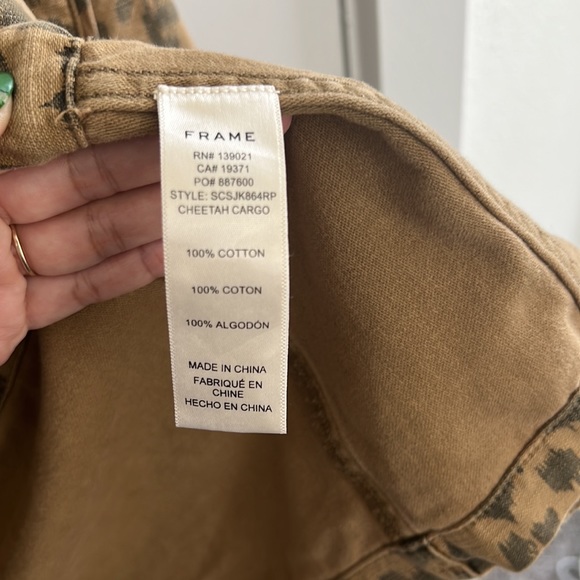 FRAME
RN# 139021
CA# 19371
PO# 887600
STYLE: SCSJK864RP
CHEETAH CARGO
100% COTTON
100% COTON
100% ALGODÓN
MADE IN CHINA
FABRIQUÉ EN
CHINE
HECHO EN CHINA